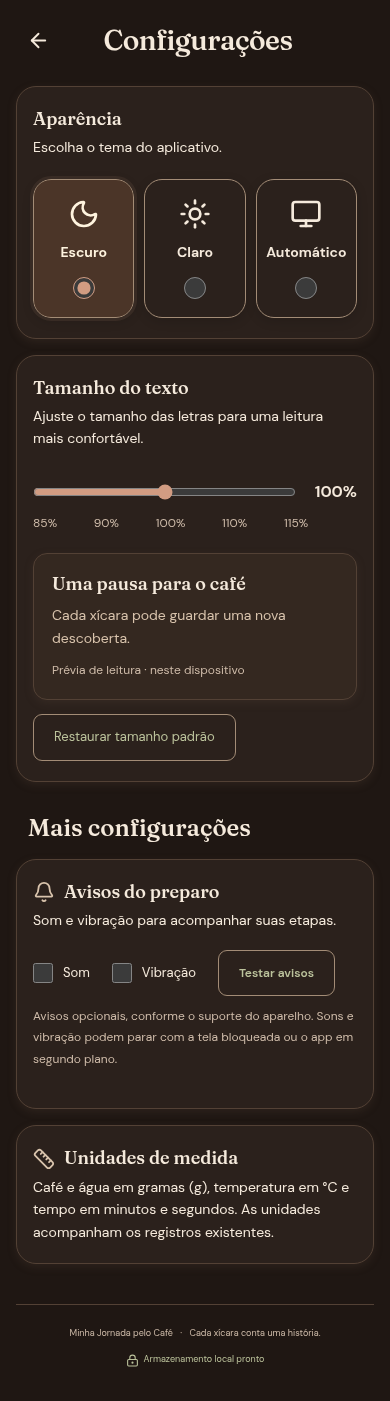 Configurações
Aparência
Escolha o tema do aplicativo.
Escuro
Claro
Automático
Tamanho do texto
Ajuste o tamanho das letras para uma leitura
mais confortável.
100%
85% 90% 100% 110% 115%
Uma pausa para o café
Cada xícara pode guardar uma nova
descoberta.
Prévia de leitura · neste dispositivo
Restaurar tamanho padrão
Mais configurações
Avisos do preparo
Som e vibração para acompanhar suas etapas.
Som
Vibração
Testar avisos
Avisos opcionais, conforme o suporte do aparelho. Sons e
vibração podem parar com a tela bloqueada ou o app em
segundo plano.
Unidades de medida
Café e água em gramas (g), temperatura em °C e
tempo em minutos e segundos. As unidades
acompanham os registros existentes.
Minha Jornada pelo Café · Cada xícara conta uma história.
Armazenamento local pronto